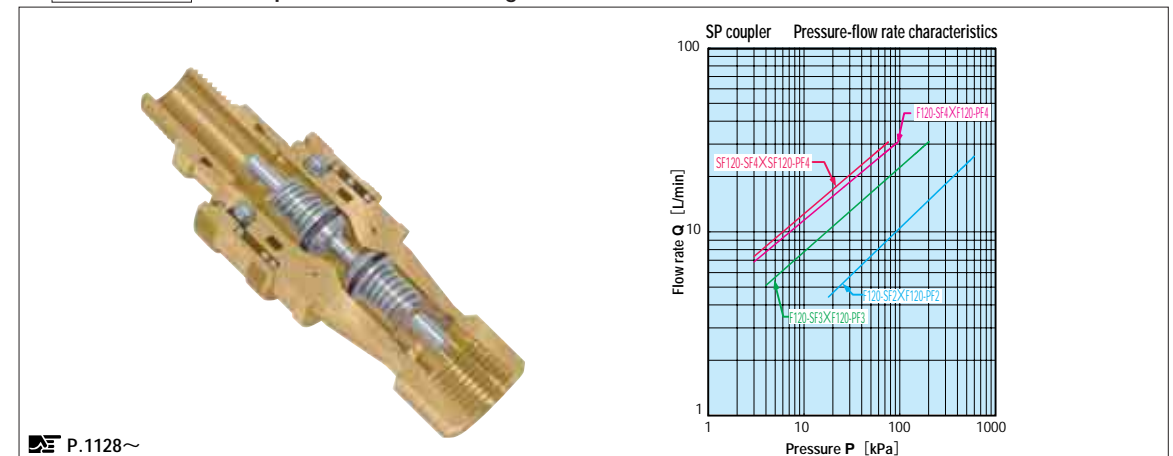 SP coupler Pressure-flow rate characteristics
100
F120-SF4XF120-PF4
SF120-SF4XSF120-PF4
Flow rate Q [L/min]
10
F120-SF2XF120-PF2
F120-SF3XF120-PF3
1
1 10 100 1000
Pressure P [kPa]
P.1128~